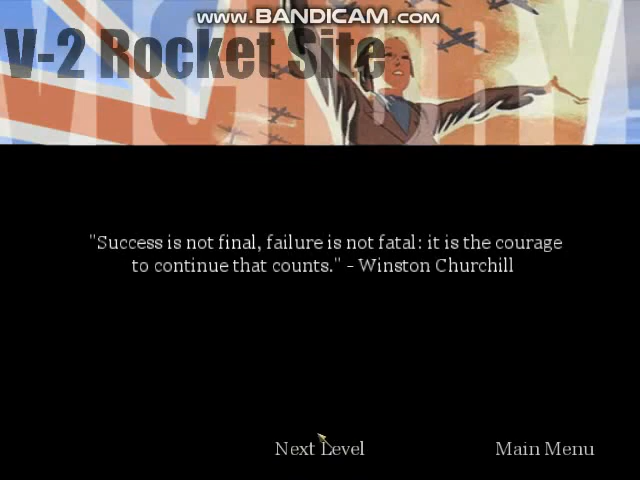 www.BANDICAM.com
VICTORY
V-2 Rocket Site
"Success is not final, failure is not fatal: it is the courage
to continue that counts." - Winston Churchill
Next Level
Main Menu